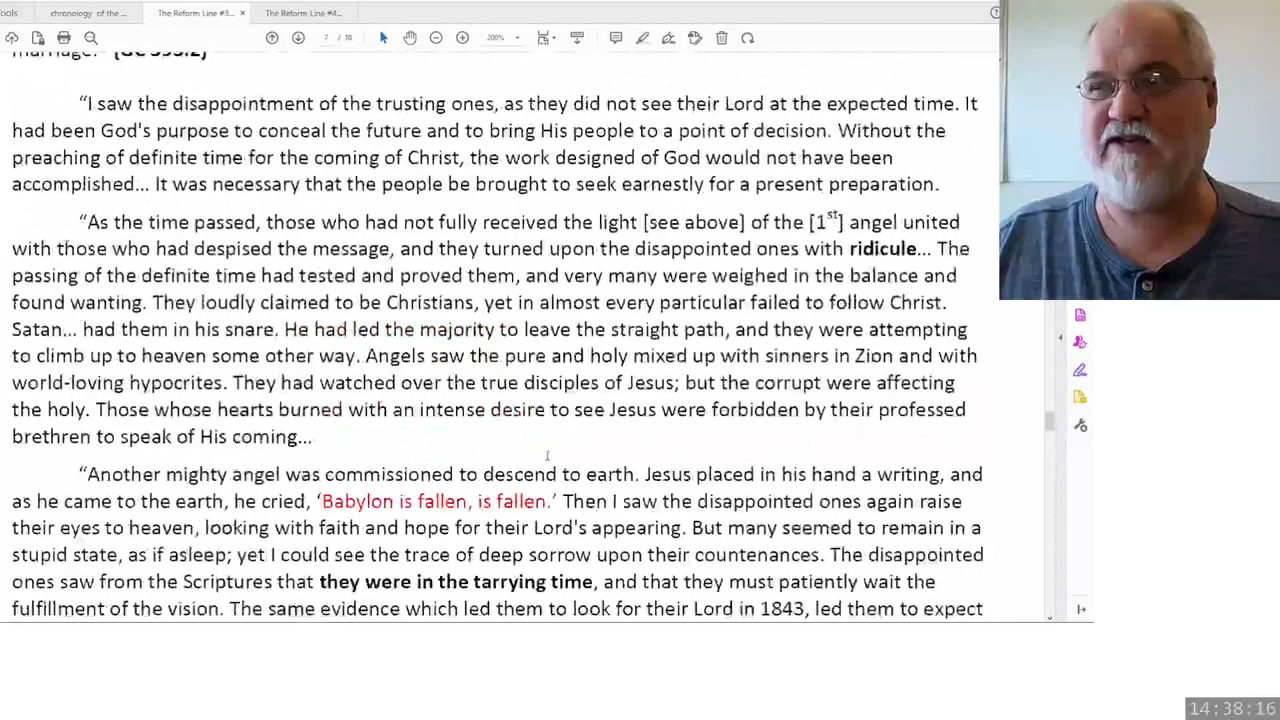 ools
chronology of the ...
The Reform Line #3...
×
The Reform Line #4...
7 / 10
200%
"I saw the disappointment of the trusting ones, as they did not see their Lord at the expected time. It
had been God's purpose to conceal the future and to bring His people to a point of decision. Without the
preaching of definite time for the coming of Christ, the work designed of God would not have been
accomplished... It was necessary that the people be brought to seek earnestly for a present preparation.
"As the time passed, those who had not fully received the light [see above] of the [1st] angel united
with those who had despised the message, and they turned upon the disappointed ones with ridicule... The
passing of the definite time had tested and proved them, and very many were weighed in the balance and
found wanting. They loudly claimed to be Christians, yet in almost every particular failed to follow Christ.
Satan... had them in his snare. He had led the majority to leave the straight path, and they were attempting
to climb up to heaven some other way. Angels saw the pure and holy mixed up with sinners in Zion and with
world-loving hypocrites. They had watched over the true disciples of Jesus; but the corrupt were affecting
the holy. Those whose hearts burned with an intense desire to see Jesus were forbidden by their professed
brethren to speak of His coming...
"Another mighty angel was commissioned to descend to earth. Jesus placed in his hand a writing, and
as he came to the earth, he cried, 'Babylon is fallen, is fallen.' Then I saw the disappointed ones again raise
their eyes to heaven, looking with faith and hope for their Lord's appearing. But many seemed to remain in a
stupid state, as if asleep; yet I could see the trace of deep sorrow upon their countenances. The disappointed
ones saw from the Scriptures that they were in the tarrying time, and that they must patiently wait the
fulfillment of the vision. The same evidence which led them to look for their Lord in 1843, led them to expect
14:38:16